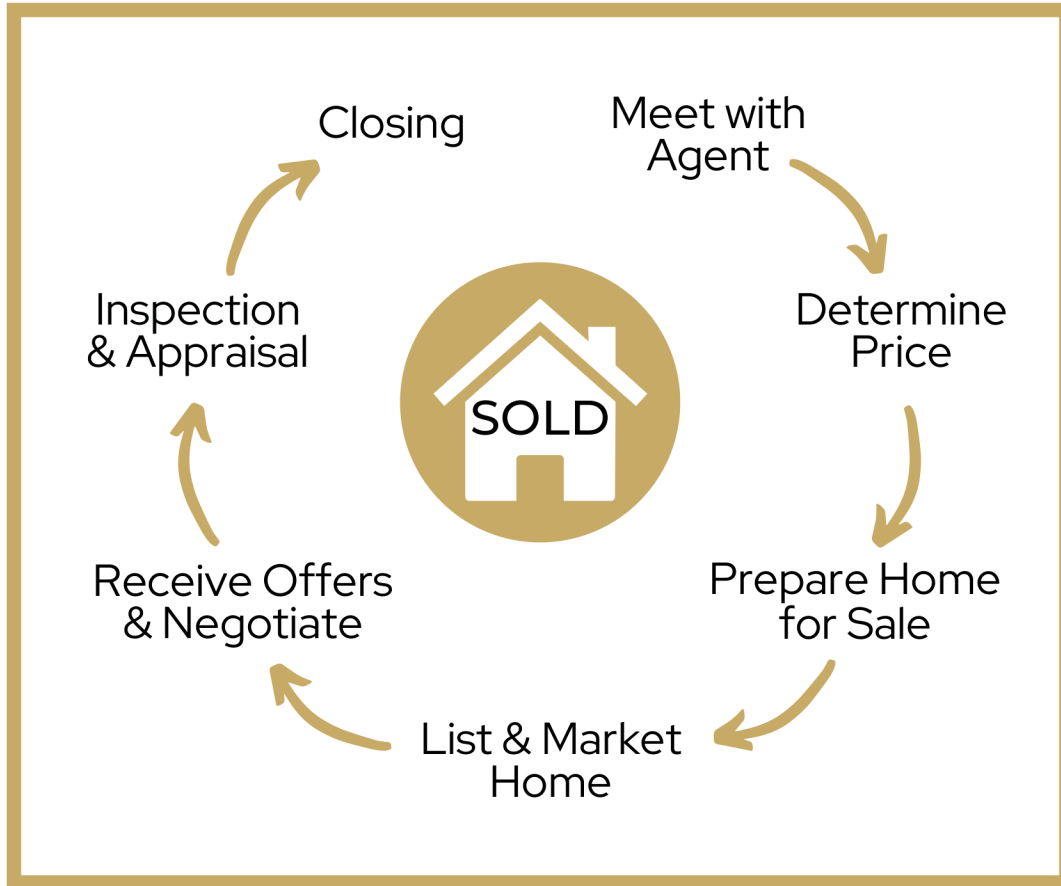 Closing
Meet with
Agent
Inspection
& Appraisal
Determine
Price
SOLD
Receive Offers
& Negotiate
Prepare Home
for Sale
List & Market
Home